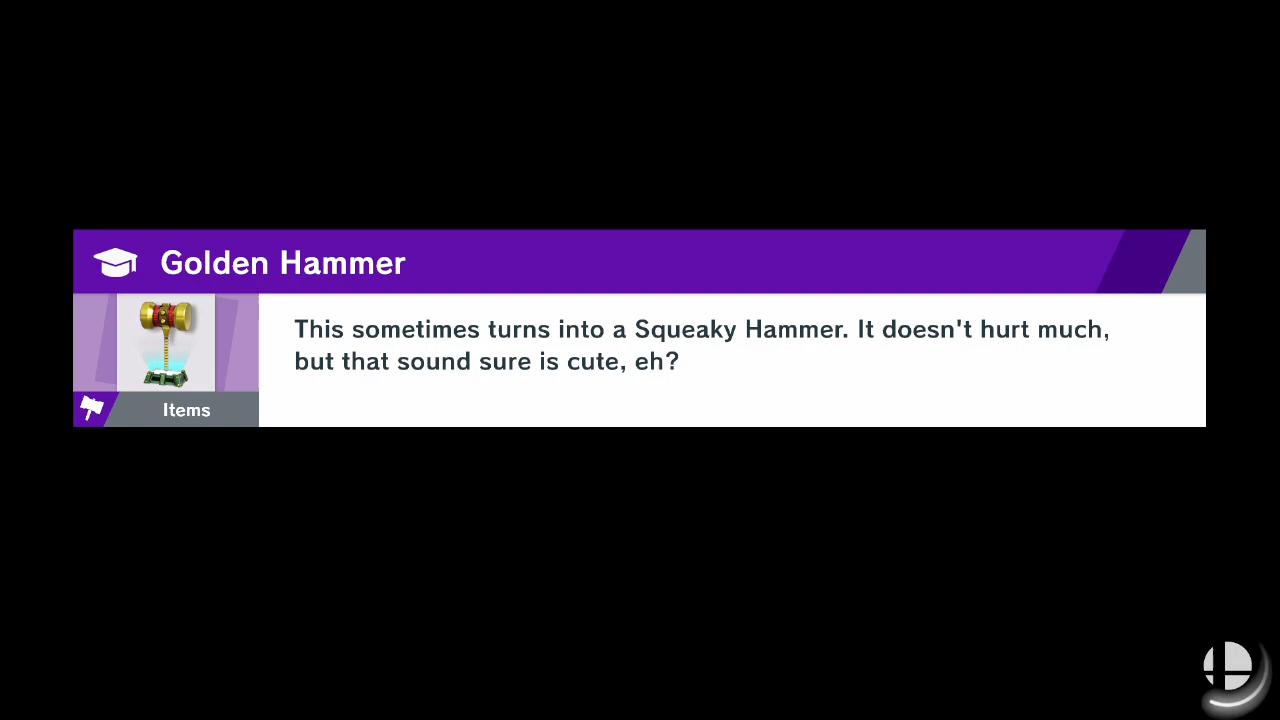 Golden Hammer
This sometimes turns into a Squeaky Hammer. It doesn't hurt much,
but that sound sure is cute, eh?
Items